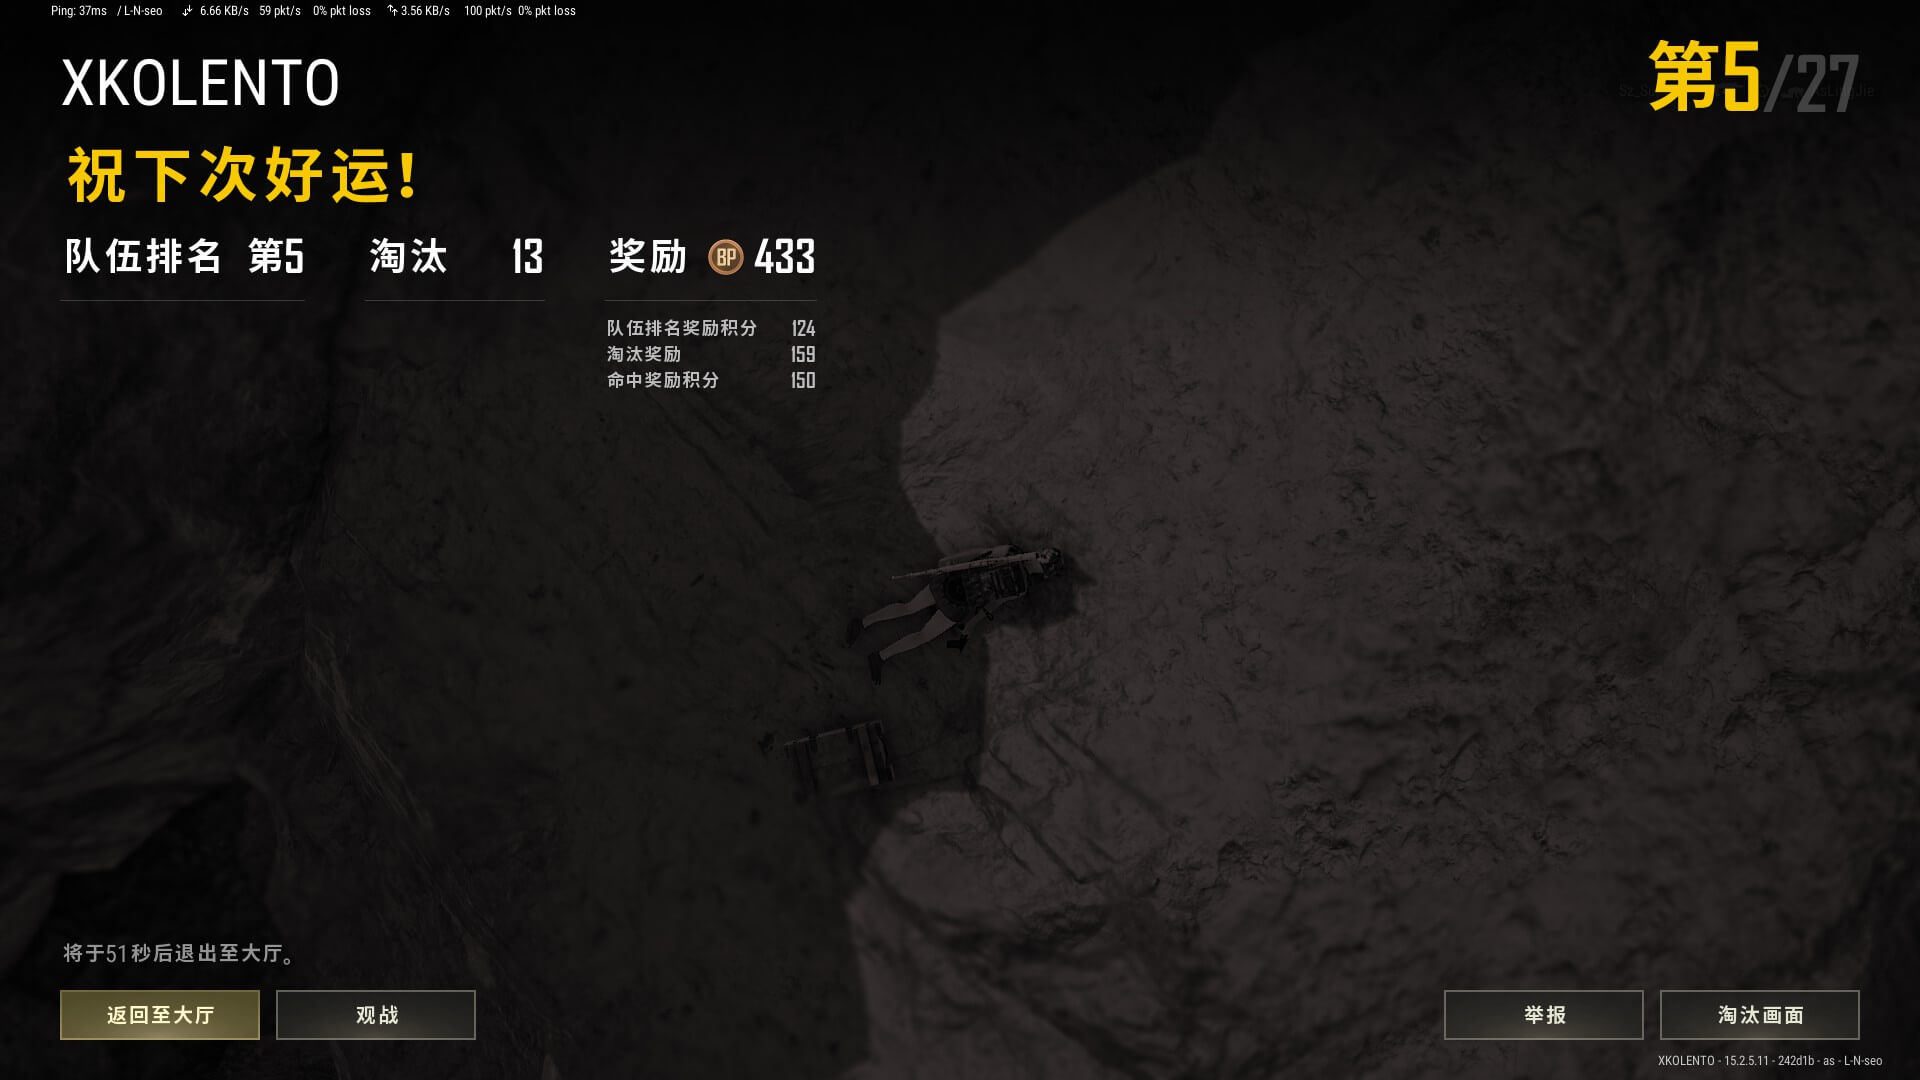 Ping: 37ms / L-N-seo 6.66 KB/s 59 pkt/s 0% pkt loss 3.56 KB/s 100 pkt/s 0% pkt loss
XKOLENTO
第5/27
祝下次好运!
队伍排名 第5 淘汰 13 奖励 BP 433
队伍排名奖励积分 124
淘汰奖励 159
命中奖励积分 150
将于51秒后退出至大厅。
返回至大厅 观战 举报 淘汰画面
XKOLENTO - 15.2.5.11 - 242d1b - as - L-N-seo